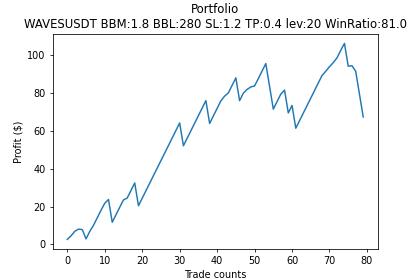 Portfolio
WAVESUSDT BBM:1.8 BBL:280 SL:1.2 TP:0.4 lev:20 WinRatio:81.0
100
80
60
40
20
0
Profit ($)
0 10 20 30 40 50 60 70 80
Trade counts